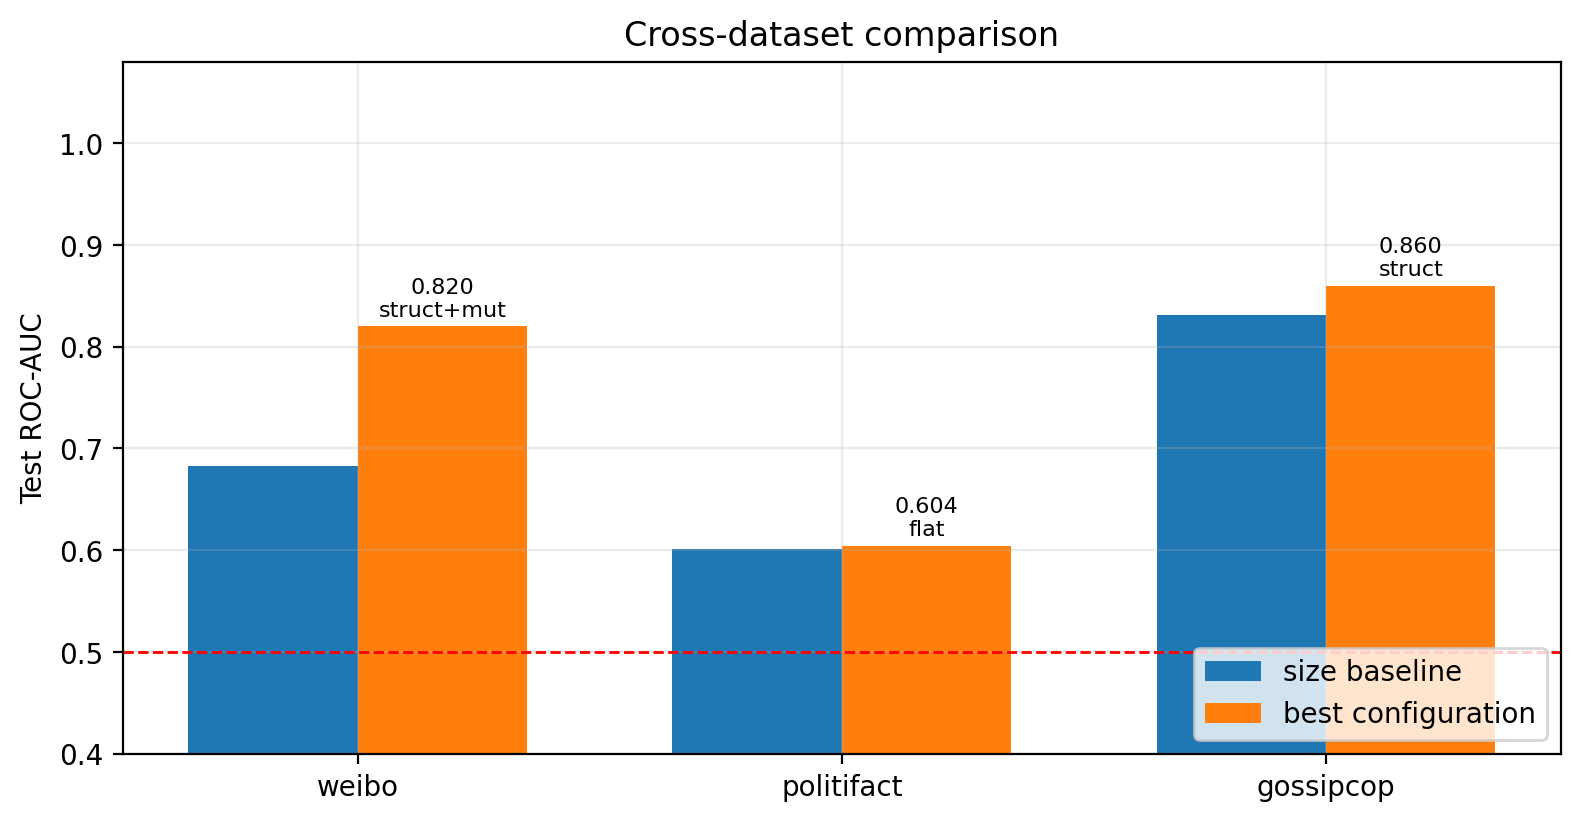 Cross-dataset comparison
Test ROC-AUC
1.0
0.9
0.8
0.7
0.6
0.5
0.4
0.820
struct+mut
0.604
flat
0.860
struct
size baseline
best configuration
weibo
politifact
gossipcop